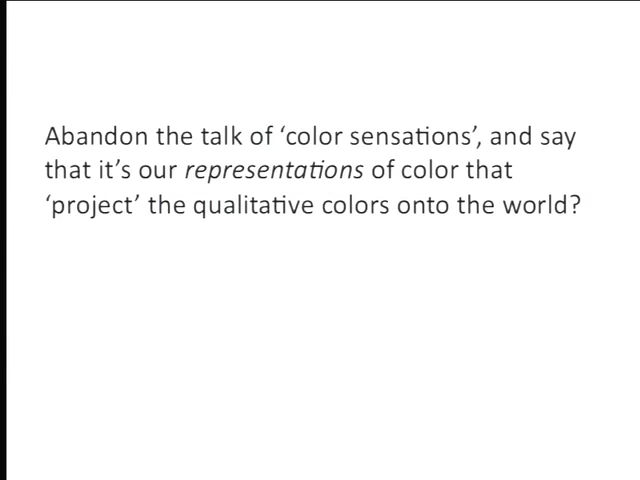 Abandon the talk of ‘color sensations’, and say
that it’s our representations of color that
‘project’ the qualitative colors onto the world?